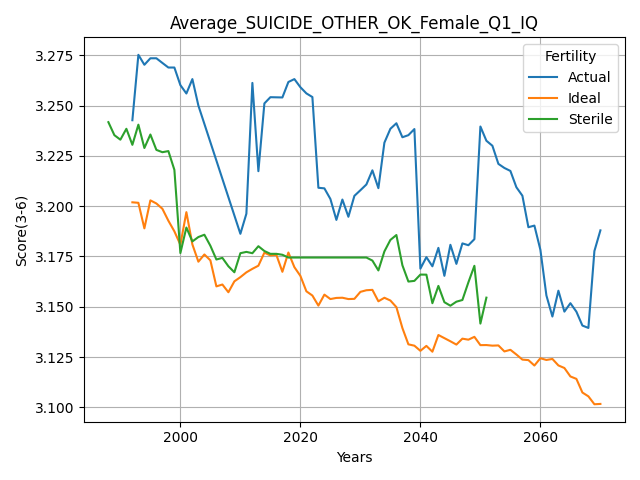 Average_SUICIDE_OTHER_OK_Female_Q1_IQ
Fertility
Actual
Ideal
Sterile
3.275
3.250
3.225
3.200
3.175
3.150
3.125
3.100
Score(3-6)
2000
2020
2040
2060
Years